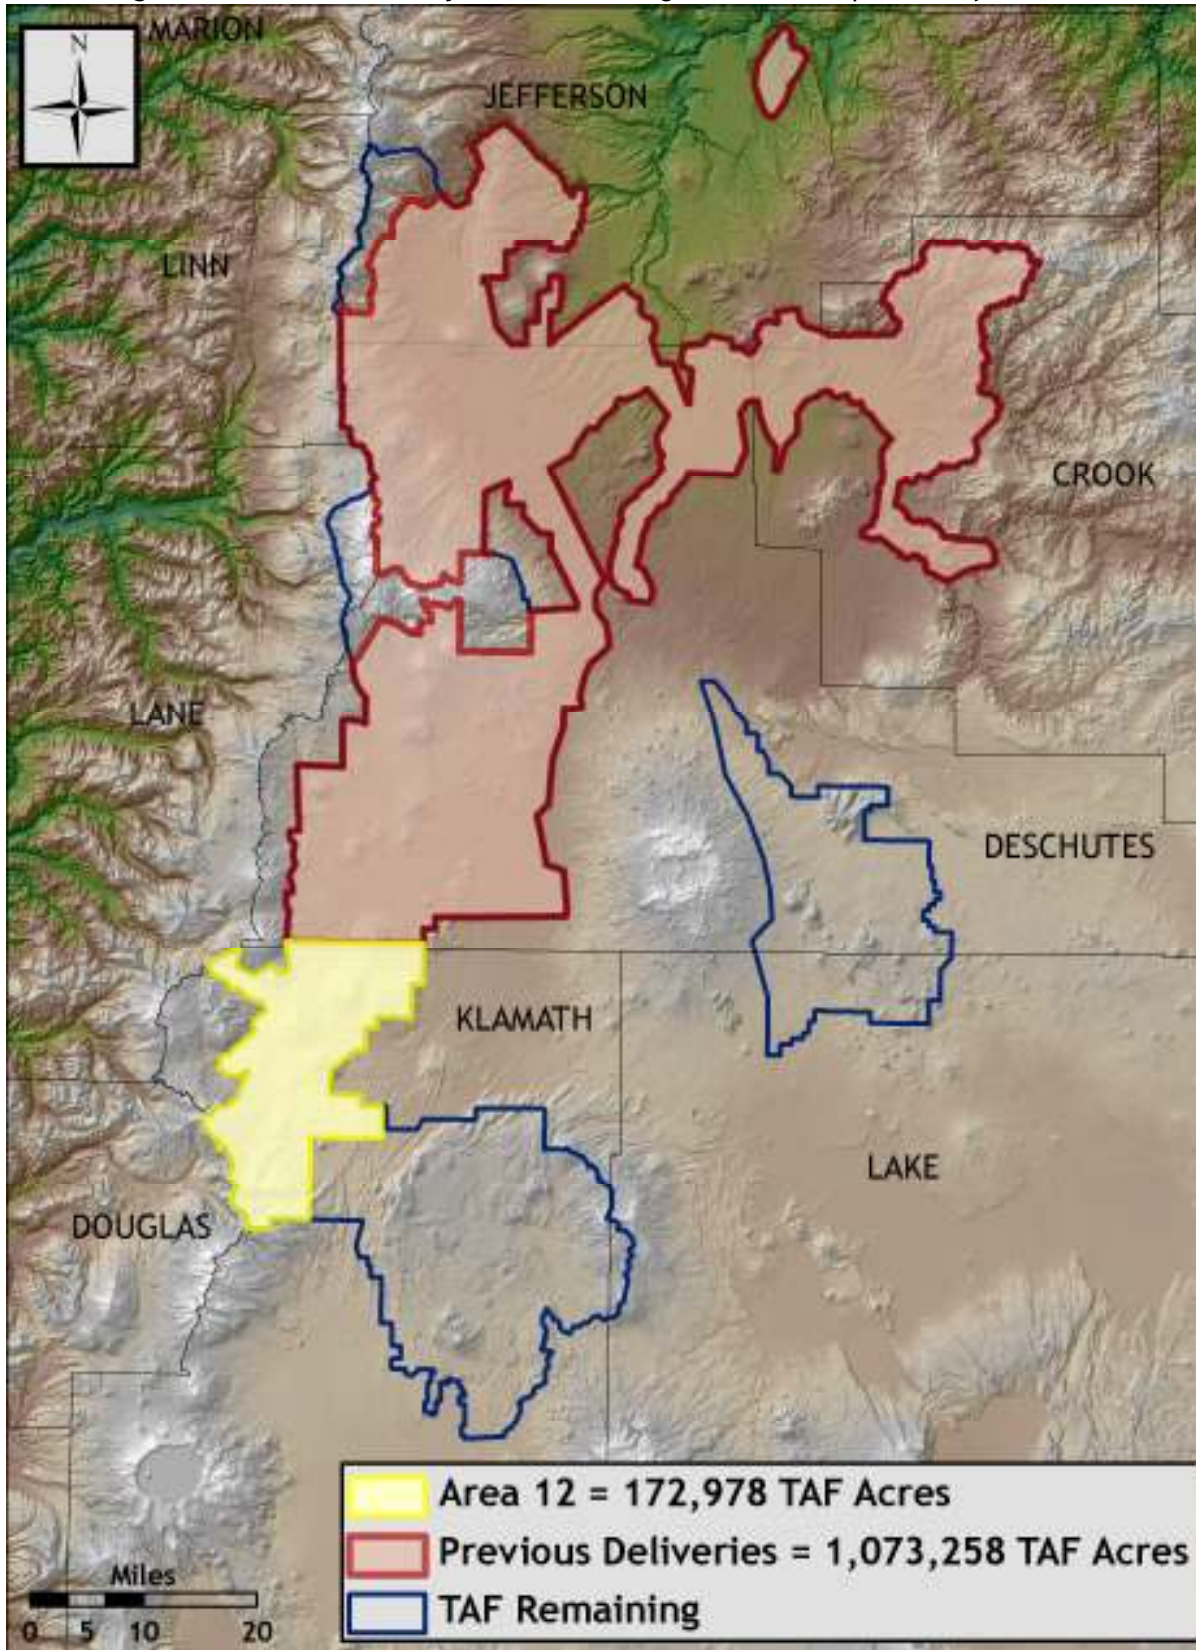 N
MARION
JEFFERSON
LINN
CROOK
LANE
DESCHUTES
KLAMATH
LAKE
DOUGLAS
Area 12 = 172,978 TAF Acres
Previous Deliveries = 1,073,258 TAF Acres
TAF Remaining
Miles
0 5 10 20